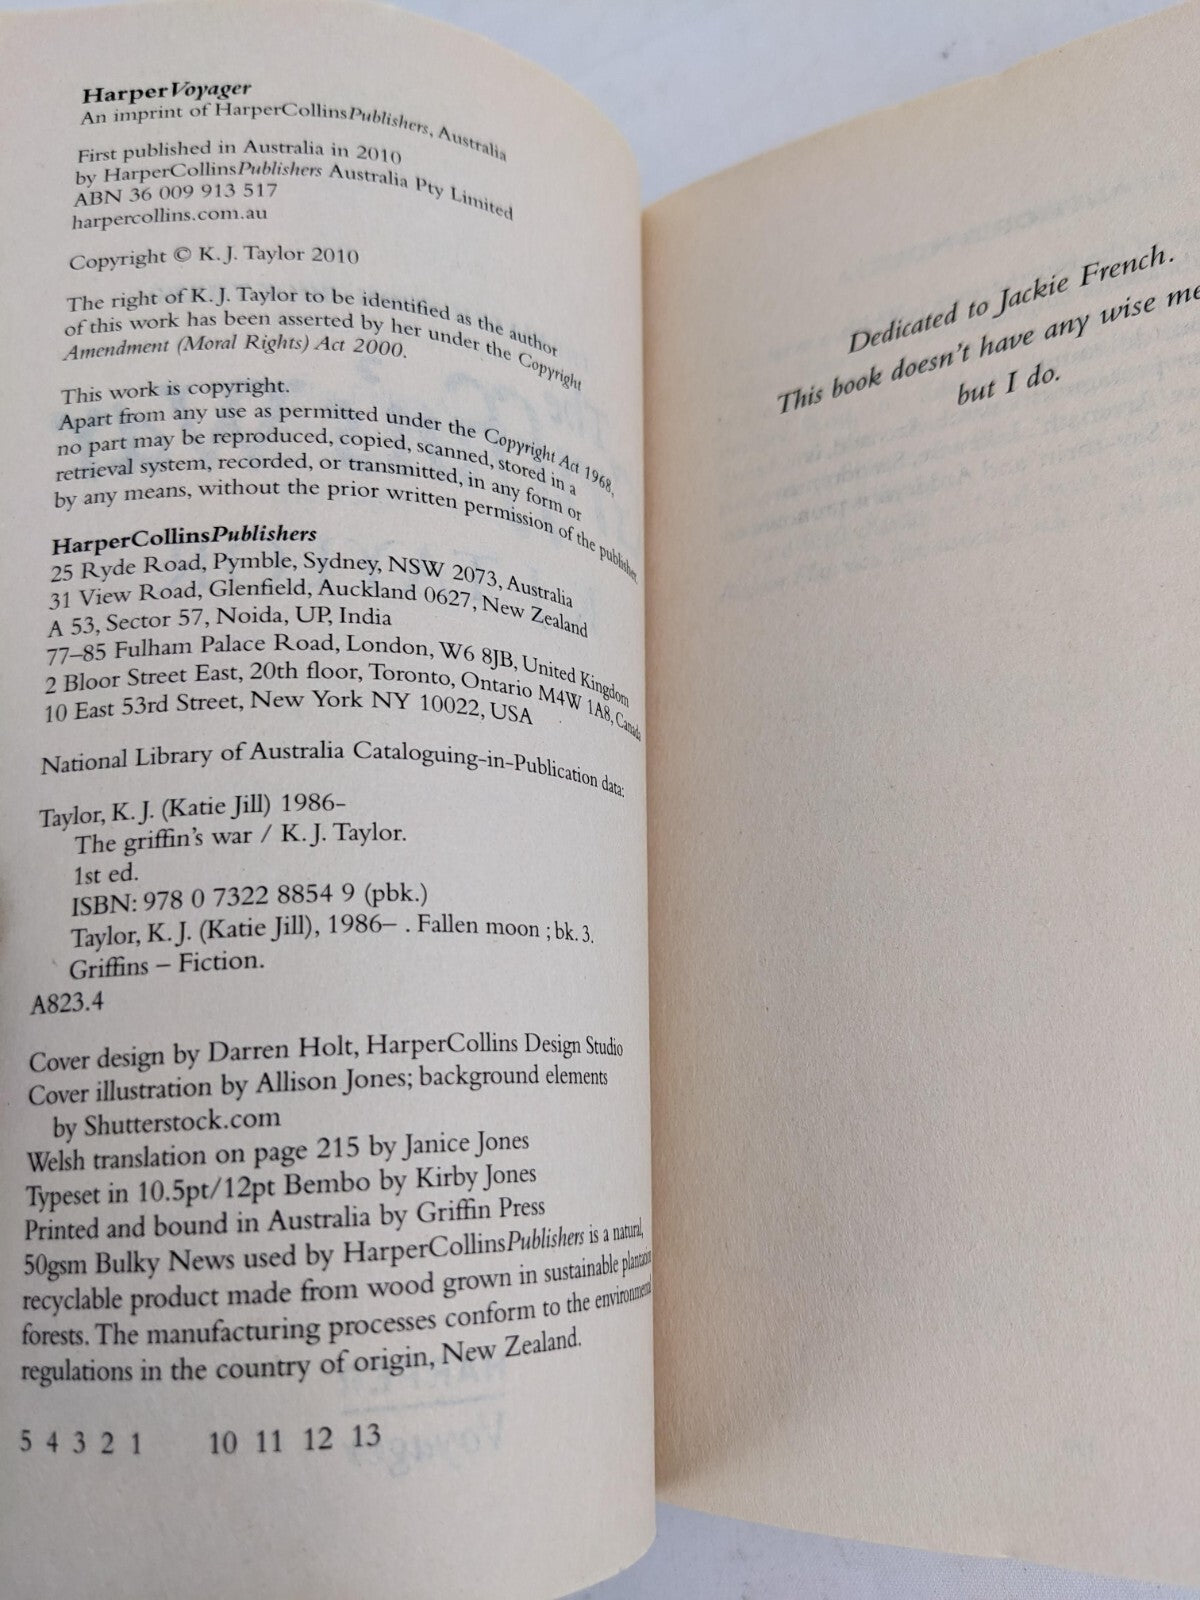 HarperVoyager
An imprint of HarperCollinsPublishers, Australia
First published in Australia in 2010
by HarperCollinsPublishers Australia Pty Limited
ABN 36 009 913 517
harpercollins.com.au
Copyright © K. J. Taylor 2010
The right of K. J. Taylor to be identified as the author
of this work has been asserted by her under the Copyright
Amendment (Moral Rights) Act 2000.
This work is copyright.
Apart from any use as permitted under the Copyright Act 1968,
no part may be reproduced, copied, scanned, stored in a
retrieval system, recorded, or transmitted, in any form or
by any means, without the prior written permission of the publisher.
HarperCollinsPublishers
25 Ryde Road, Pymble, Sydney, NSW 2073, Australia
31 View Road, Glenfield, Auckland 0627, New Zealand
A 53, Sector 57, Noida, UP, India
77–85 Fulham Palace Road, London, W6 8JB, United Kingdom
2 Bloor Street East, 20th floor, Toronto, Ontario M4W 1A8, Canada
10 East 53rd Street, New York NY 10022, USA
National Library of Australia Cataloguing-in-Publication data:
Taylor, K. J. (Katie Jill) 1986–
The griffin's war / K. J. Taylor.
1st ed.
ISBN: 978 0 7322 8854 9 (pbk.)
Taylor, K. J. (Katie Jill), 1986– . Fallen moon ; bk. 3.
Griffins – Fiction.
A823.4
Cover design by Darren Holt, HarperCollins Design Studio
Cover illustration by Allison Jones; background elements
by Shutterstock.com
Welsh translation on page 215 by Janice Jones
Typeset in 10.5pt/12pt Bembo by Kirby Jones
Printed and bound in Australia by Griffin Press
50gsm Bulky News used by HarperCollinsPublishers is a natural,
recyclable product made from wood grown in sustainable plantation
forests. The manufacturing processes conform to the environmental
regulations in the country of origin, New Zealand.
5 4 3 2 1 10 11 12 13
Dedicated to Jackie French.
This book doesn't have any wise me
but I do.